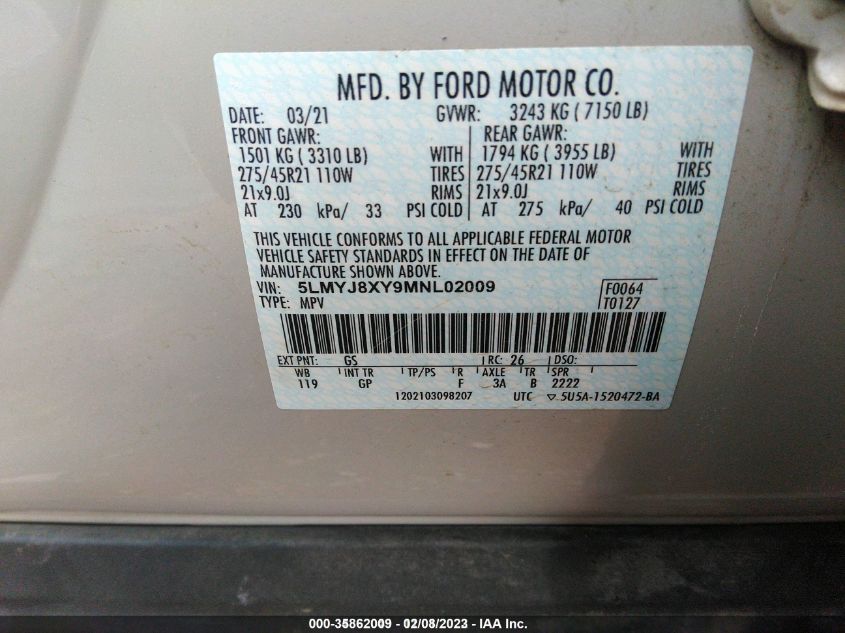 MFD. BY FORD MOTOR CO.
DATE: 03/21 GVWR: 3243 KG ( 7150 LB)
FRONT GAWR: REAR GAWR:
1501 KG ( 3310 LB) WITH 1794 KG ( 3955 LB) WITH
275/45R21 110W TIRES 275/45R21 110W TIRES
21x9.0J RIMS 21x9.0J RIMS
AT 230 kPa/ 33 PSI COLD AT 275 kPa/ 40 PSI COLD
THIS VEHICLE CONFORMS TO ALL APPLICABLE FEDERAL MOTOR
VEHICLE SAFETY STANDARDS IN EFFECT ON THE DATE OF
MANUFACTURE SHOWN ABOVE.
VIN: 5LMYJ8XY9MNL02009 F0064
TYPE: MPV T0127
EXT PNT: GS RC: 26 DSO:
WB INT TR TP/PS R AXLE TR SPR
119 GP F 3A B 2222
1202103098207 UTC ▽ 5U5A-1520472-BA
000-35862009 - 02/08/2023 - IAA Inc.